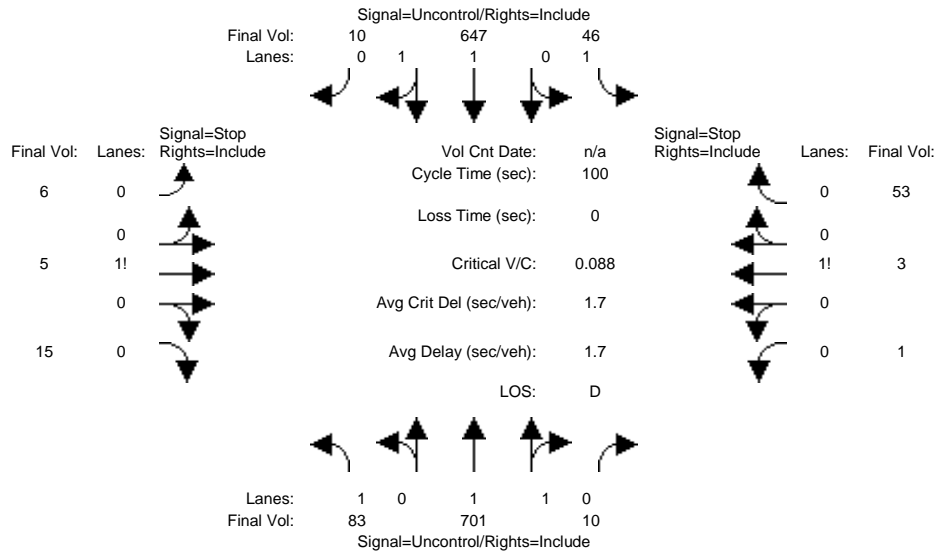 Signal=Uncontrol/Rights=Include
Final Vol: 10 647 46
Lanes: 0 1 1 0 1
Signal=Stop
Final Vol: Lanes: Rights=Include
Vol Cnt Date: n/a
Signal=Stop
Rights=Include Lanes: Final Vol:
Cycle Time (sec): 100
6 0
0 53
Loss Time (sec): 0
0
0
5 1!
Critical V/C: 0.088
1! 3
0
Avg Crit Del (sec/veh): 1.7
0
15 0
Avg Delay (sec/veh): 1.7
0 1
LOS: D
Lanes: 1 0 1 1 0
Final Vol: 83 701 10
Signal=Uncontrol/Rights=Include